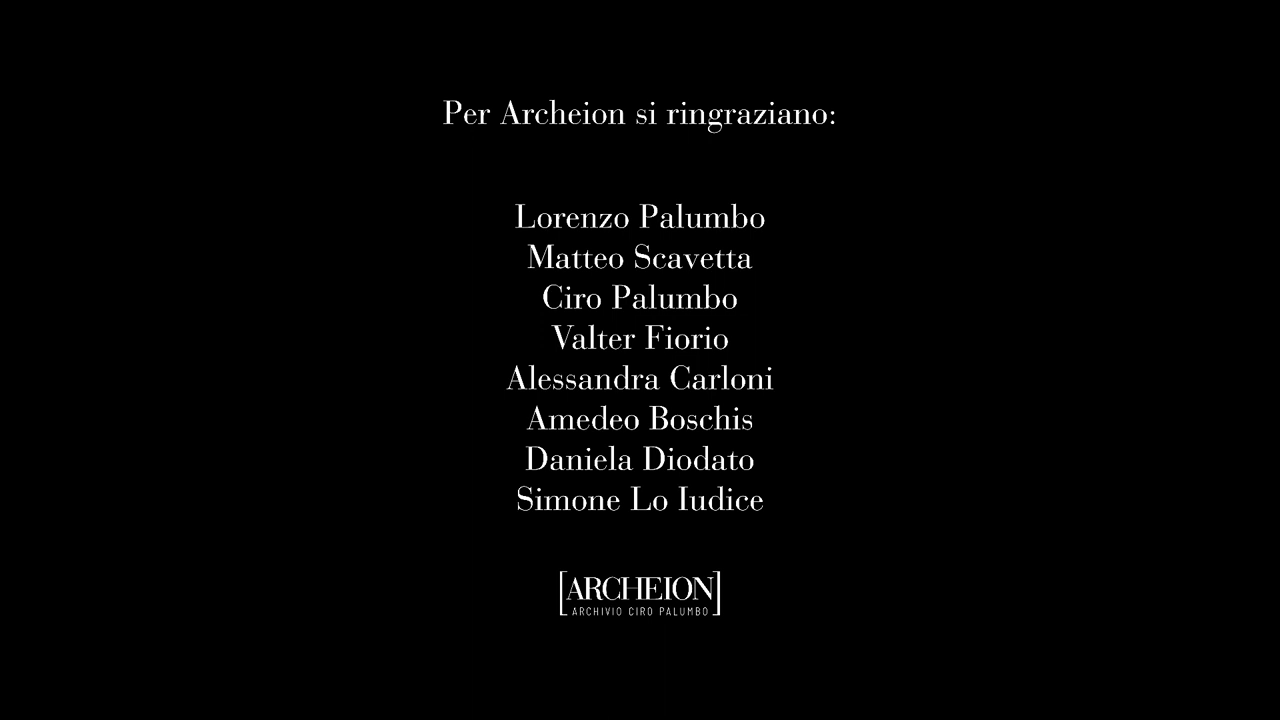 Per Archeion si ringraziano:
Lorenzo Palumbo
Matteo Scavetta
Ciro Palumbo
Valter Fiorio
Alessandra Carloni
Amedeo Boschis
Daniela Diodato
Simone Lo Iudice
[ARCHEION]
ARCHIVIO CIRO PALUMBO